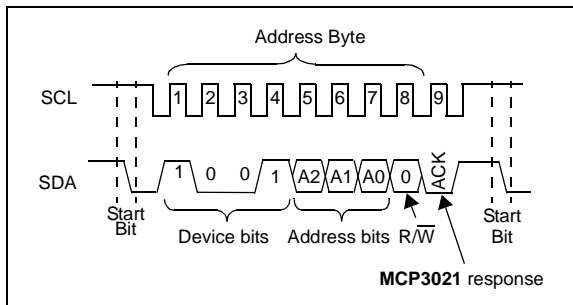 Address Byte
SCL 1 2 3 4 5 6 7 8 9
SDA 1 0 0 1 A2 A1 A0 0 ACK
Start Bit
Device bits
Address bits
R/W̅
Start Bit
MCP3021 response